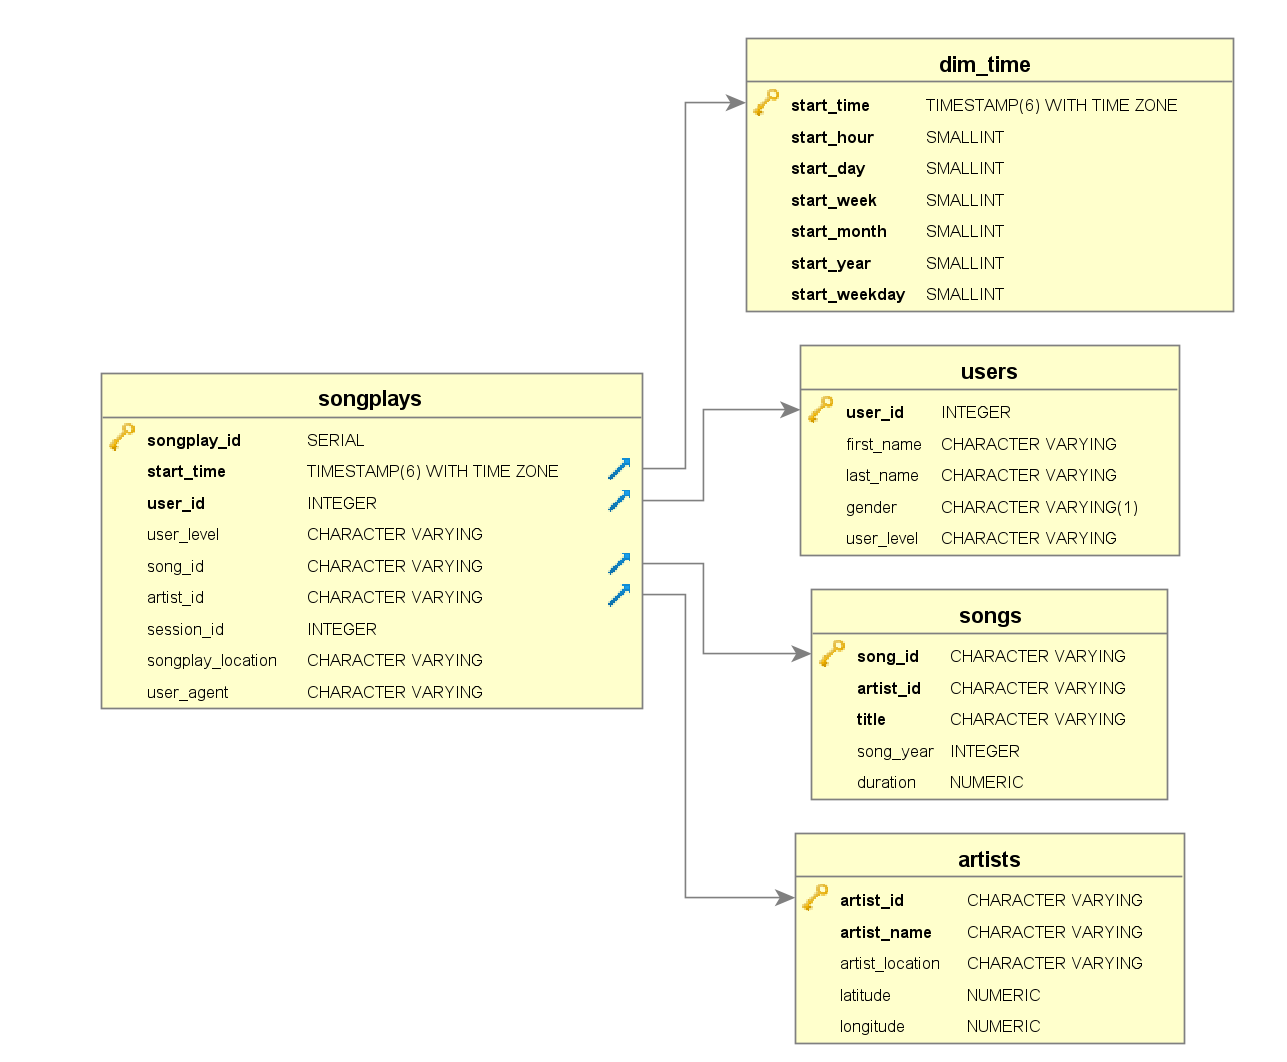 dim_time
start_time TIMESTAMP(6) WITH TIME ZONE
start_hour SMALLINT
start_day SMALLINT
start_week SMALLINT
start_month SMALLINT
start_year SMALLINT
start_weekday SMALLINT
users
user_id INTEGER
first_name CHARACTER VARYING
last_name CHARACTER VARYING
gender CHARACTER VARYING(1)
user_level CHARACTER VARYING
songplays
songplay_id SERIAL
start_time TIMESTAMP(6) WITH TIME ZONE
user_id INTEGER
user_level CHARACTER VARYING
song_id CHARACTER VARYING
artist_id CHARACTER VARYING
session_id INTEGER
songplay_location CHARACTER VARYING
user_agent CHARACTER VARYING
songs
song_id CHARACTER VARYING
artist_id CHARACTER VARYING
title CHARACTER VARYING
song_year INTEGER
duration NUMERIC
artists
artist_id CHARACTER VARYING
artist_name CHARACTER VARYING
artist_location CHARACTER VARYING
latitude NUMERIC
longitude NUMERIC